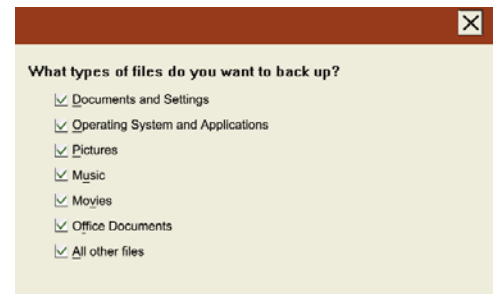 What types of files do you want to back up?
Documents and Settings
Operating System and Applications
Pictures
Music
Movies
Office Documents
All other files